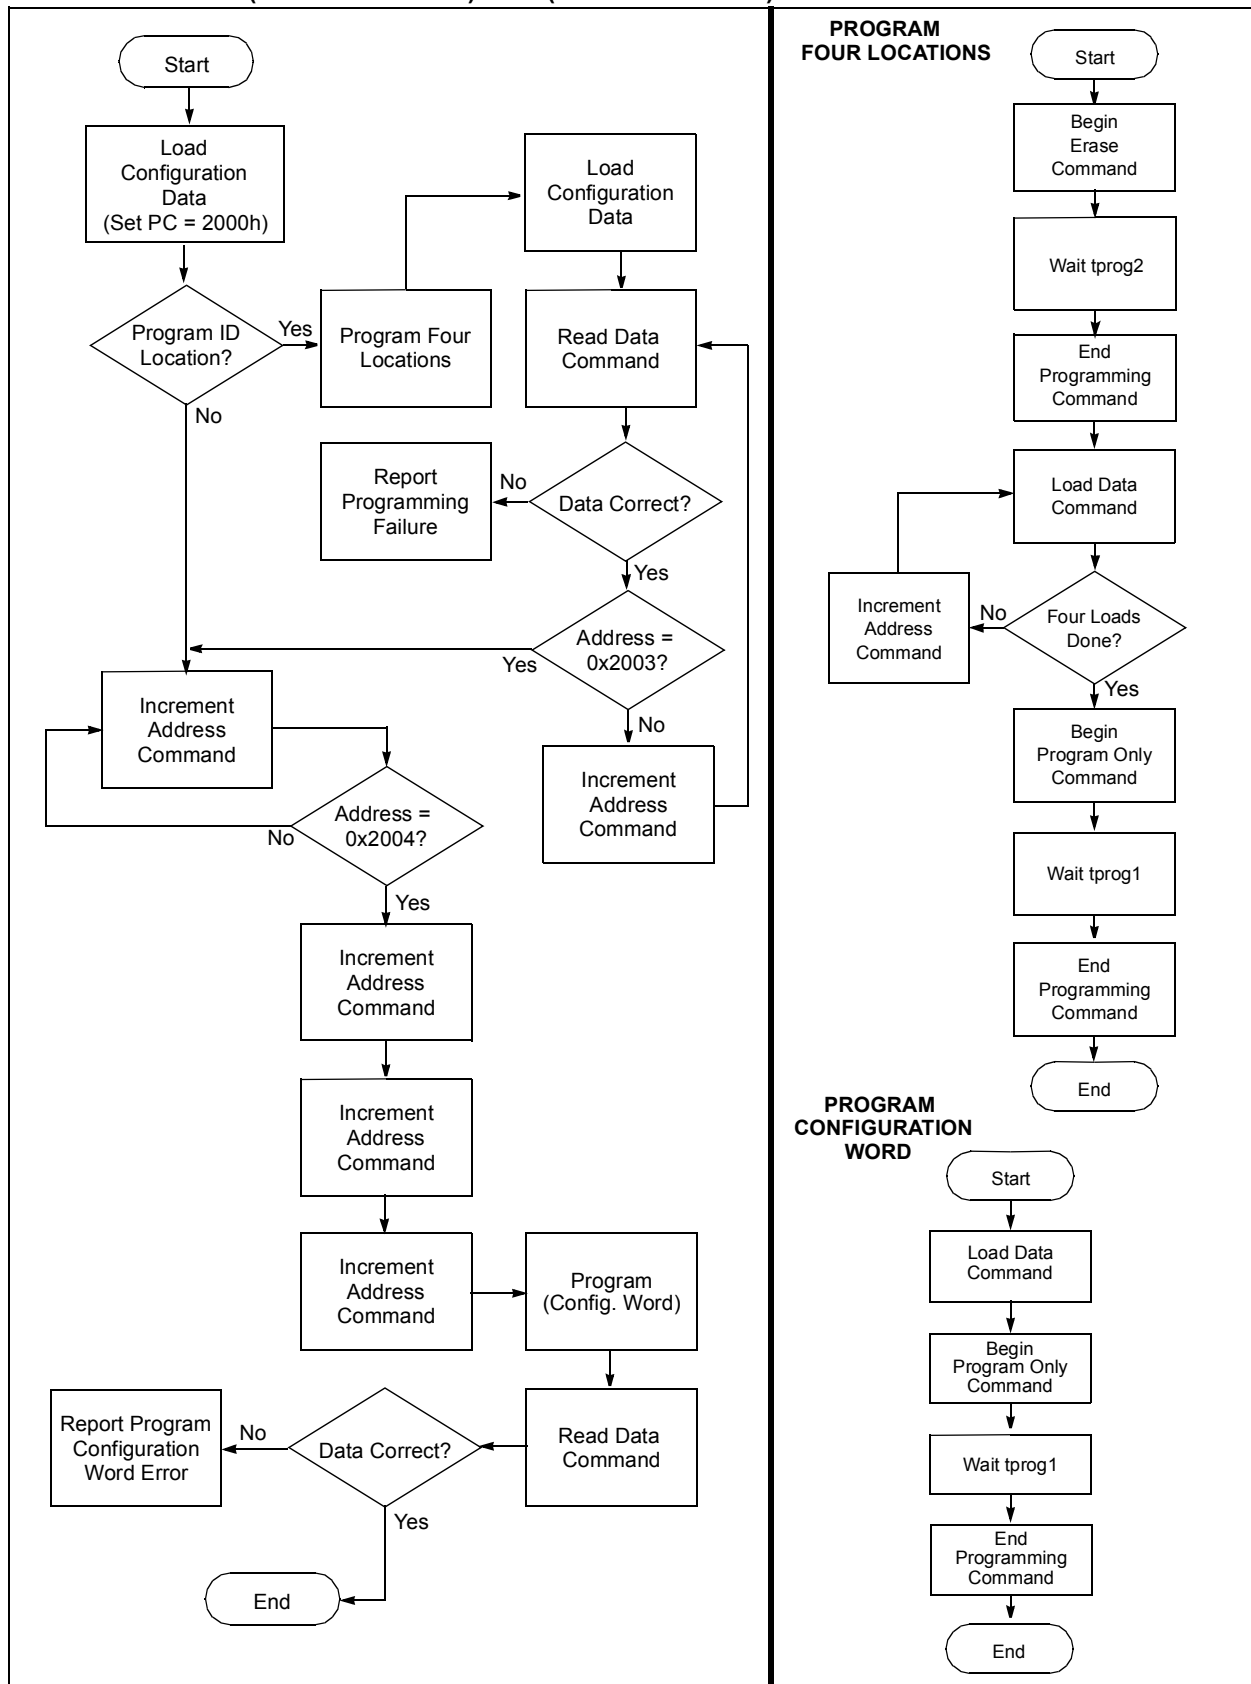 Start
Load
Configuration
Data
(Set PC = 2000h)
Program ID
Location?
Yes
No
Program Four
Locations
Load
Configuration
Data
Read Data
Command
Data Correct?
No
Yes
Report
Programming
Failure
Address =
0x2003?
Yes
No
Increment
Address
Command
Increment
Address
Command
Address =
0x2004?
No
Yes
Increment
Address
Command
Increment
Address
Command
Increment
Address
Command
Program
(Config. Word)
Read Data
Command
Data Correct?
No
Yes
Report Program
Configuration
Word Error
End
PROGRAM
FOUR LOCATIONS
Start
Begin
Erase
Command
Wait tprog2
End
Programming
Command
Load Data
Command
Four Loads
Done?
No
Yes
Increment
Address
Command
Begin
Program Only
Command
Wait tprog1
End
Programming
Command
End
PROGRAM
CONFIGURATION
WORD
Start
Load Data
Command
Begin
Program Only
Command
Wait tprog1
End
Programming
Command
End